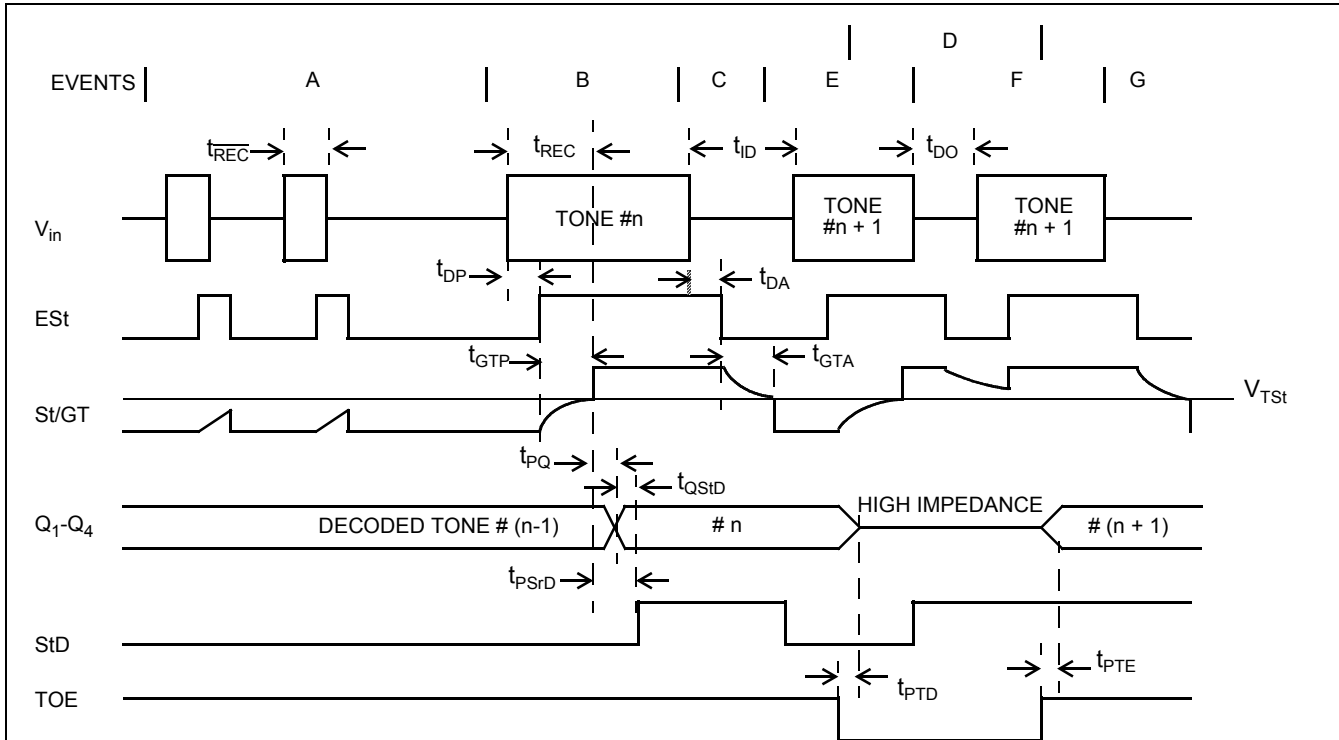 D
EVENTS A B C E F G
tREC tREC tID tDO
Vin TONE #n TONE #n + 1 TONE #n + 1
tDP tDA
ESt
tGTP tGTA
VTSt
St/GT
tPQ
tQStD
HIGH IMPEDANCE
Q1-Q4 DECODED TONE # (n-1) # n # (n + 1)
tPSrD
StD
tPTE
tPTD
TOE